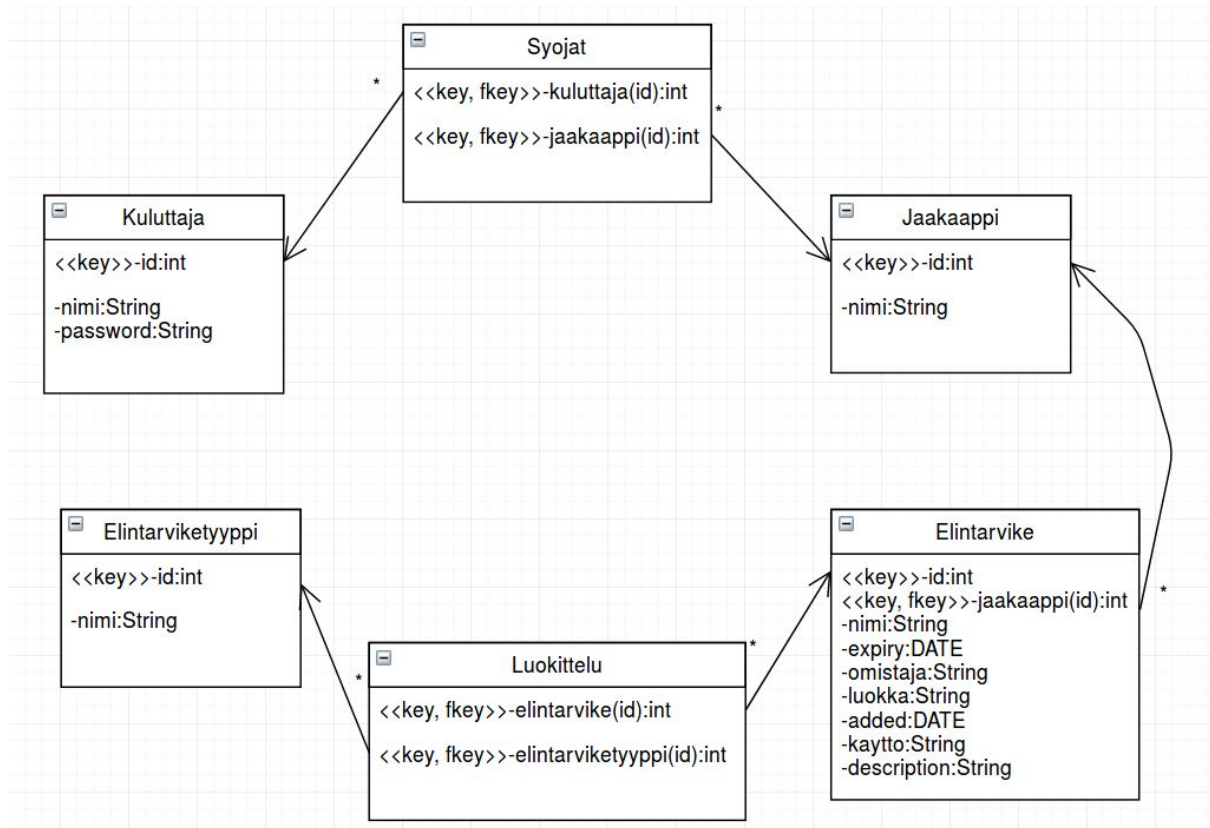 Syojat
*
<<key, fkey>>-kuluttaja(id):int
*
<<key, fkey>>-jaakaappi(id):int
Kuluttaja
<<key>>-id:int
-nimi:String
-password:String
Jaakaappi
<<key>>-id:int
-nimi:String
Elintarviketyyppi
<<key>>-id:int
-nimi:String
Elintarvike
<<key>>-id:int
<<key, fkey>>-jaakaappi(id):int
*
-nimi:String
-expiry:DATE
-omistaja:String
-luokka:String
-added:DATE
-kaytto:String
-description:String
*
Luokittelu
*
<<key, fkey>>-elintarvike(id):int
<<key, fkey>>-elintarviketyyppi(id):int